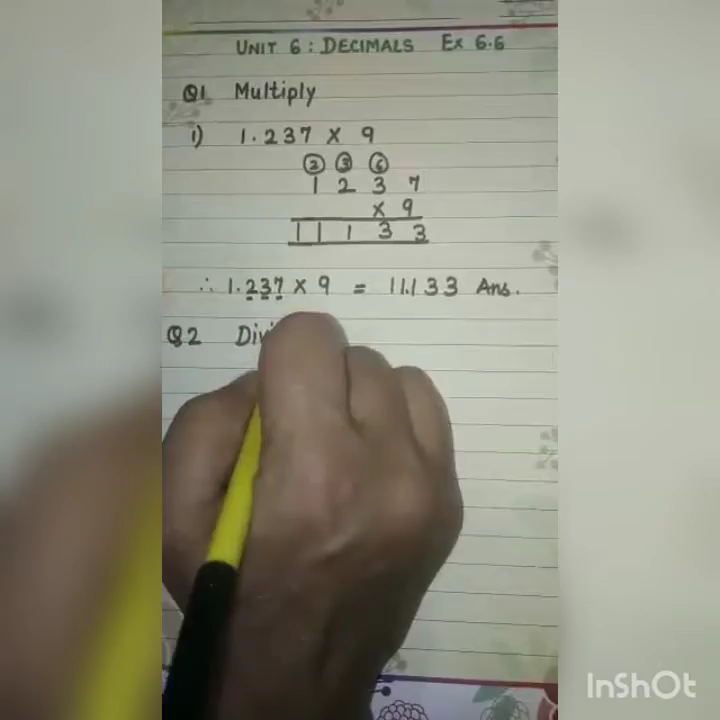 UNIT 6 : DECIMALS Ex 6.6
Q1 Multiply
1) 1.237 × 9
2 3 6
1 2 3 7
× 9
1 1 1 3 3
∴ 1.237 × 9 = 11.133 Ans.
Q2
InShOt